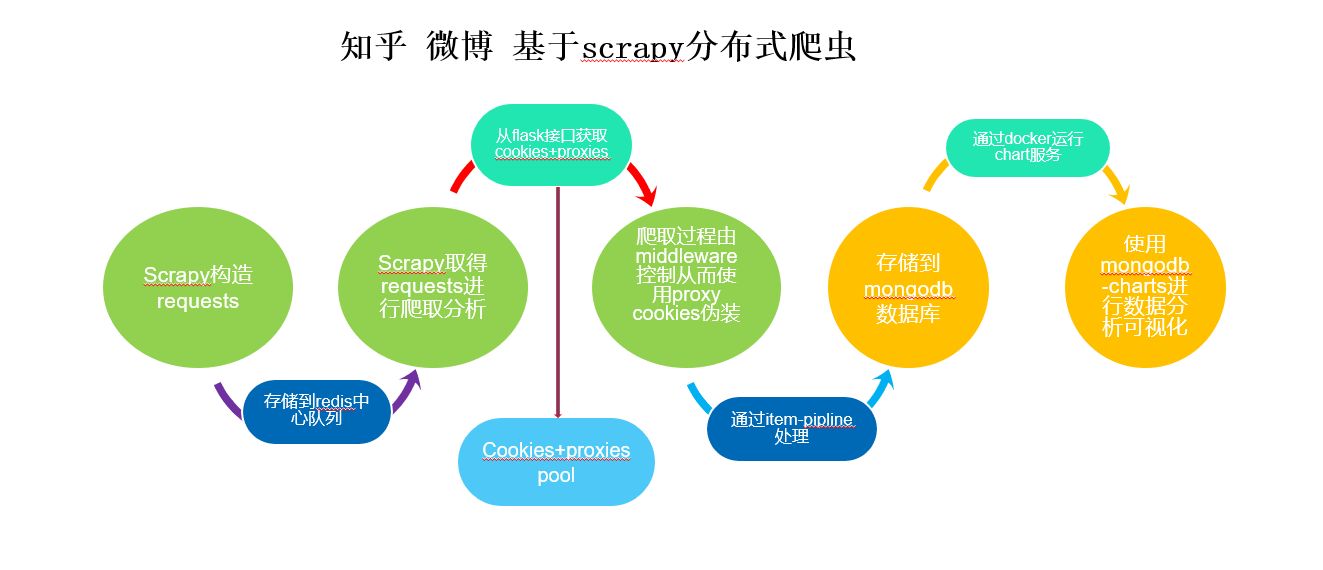 知乎 微博 基于scrapy分布式爬虫
从flask接口获取
cookies+proxies
通过docker运行
chart服务
Scrapy构造
requests
Scrapy取得
requests进
行爬取分析
爬取过程由
middleware
控制从而使
用proxy
cookies伪装
存储到
mongodb
数据库
使用
mongodb
-charts进
行数据分
析可视化
存储到redis中
心队列
通过item-pipline
处理
Cookies+proxies
pool